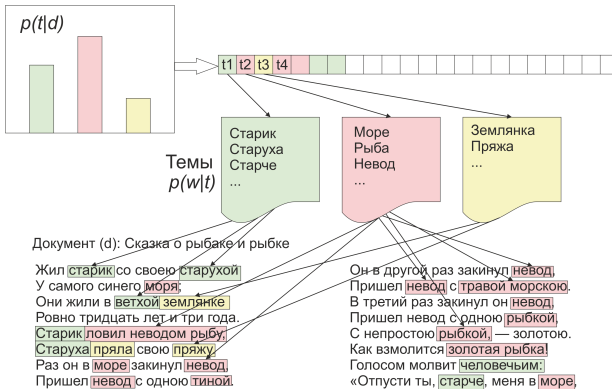 p(t|d)
t1 t2 t3 t4
Темы
p(w|t)
Старик
Старуха
Старче
...
Море
Рыба
Невод
...
Землянка
Пряжа
...
Документ (d): Сказка о рыбаке и рыбке
Жил старик со своею старухой
У самого синего моря;
Они жили в ветхой землянке
Ровно тридцать лет и три года.
Старик ловил неводом рыбу,
Старуха пряла свою пряжу.
Раз он в море закинул невод,
Пришел невод с одною тиной.
Он в другой раз закинул невод,
Пришел невод с травой морскою.
В третий раз закинул он невод,
Пришел невод с одною рыбкой,
С непростою рыбкой, — золотою.
Как взмолится золотая рыбка!
Голосом молвит человечьим:
«Отпусти ты, старче, меня в море,